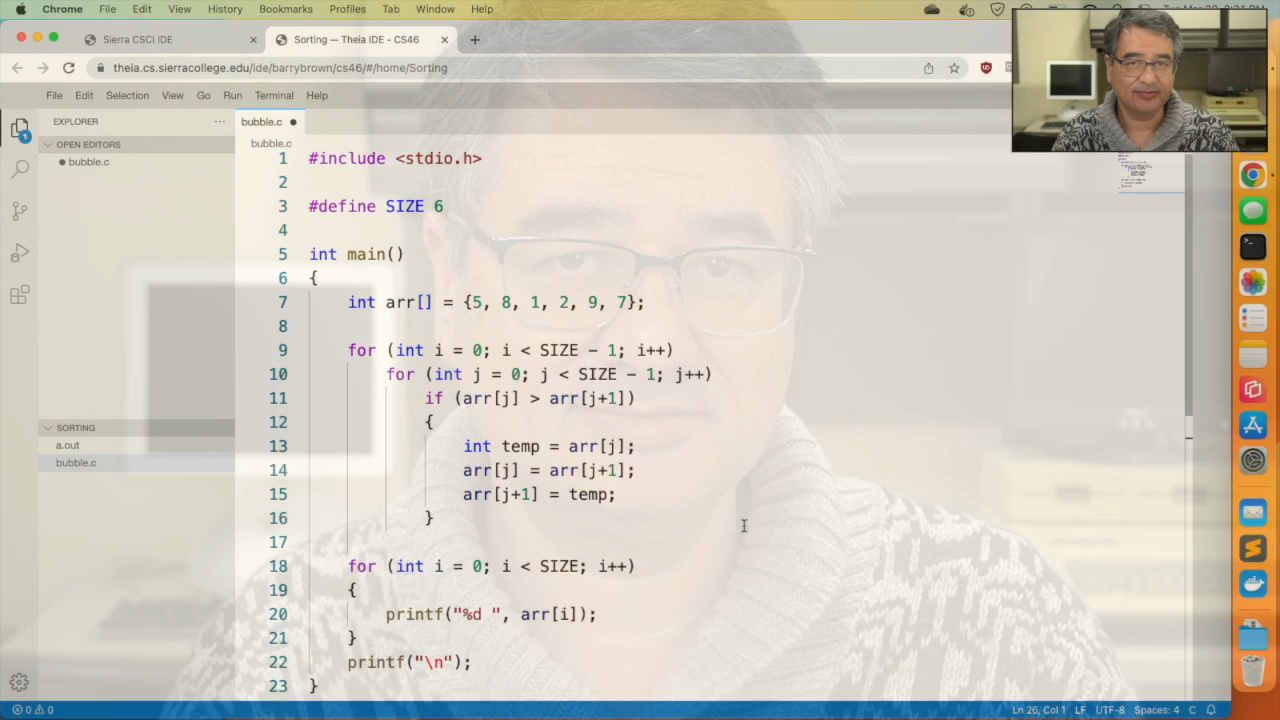 Chrome File Edit View History Bookmarks Profiles Tab Window Help
Sierra CSCI IDE
Sorting — Theia IDE - CS46
theia.cs.sierracollege.edu/ide/barrybrown/cs46/#/home/Sorting
File Edit Selection View Go Run Terminal Help
EXPLORER
OPEN EDITORS
bubble.c
1
SORTING
a.out
bubble.c
bubble.c
bubble.c
1 #include <stdio.h>
2
3 #define SIZE 6
4
5 int main()
6 {
7 int arr[] = {5, 8, 1, 2, 9, 7};
8
9 for (int i = 0; i < SIZE - 1; i++)
10 for (int j = 0; j < SIZE - 1; j++)
11 if (arr[j] > arr[j+1])
12 {
13 int temp = arr[j];
14 arr[j] = arr[j+1];
15 arr[j+1] = temp;
16 }
17
18 for (int i = 0; i < SIZE; i++)
19 {
20 printf("%d ", arr[i]);
21 }
22 printf("\n");
23 }
0 0
Ln 26, Col 1 LF UTF-8 Spaces: 4 C